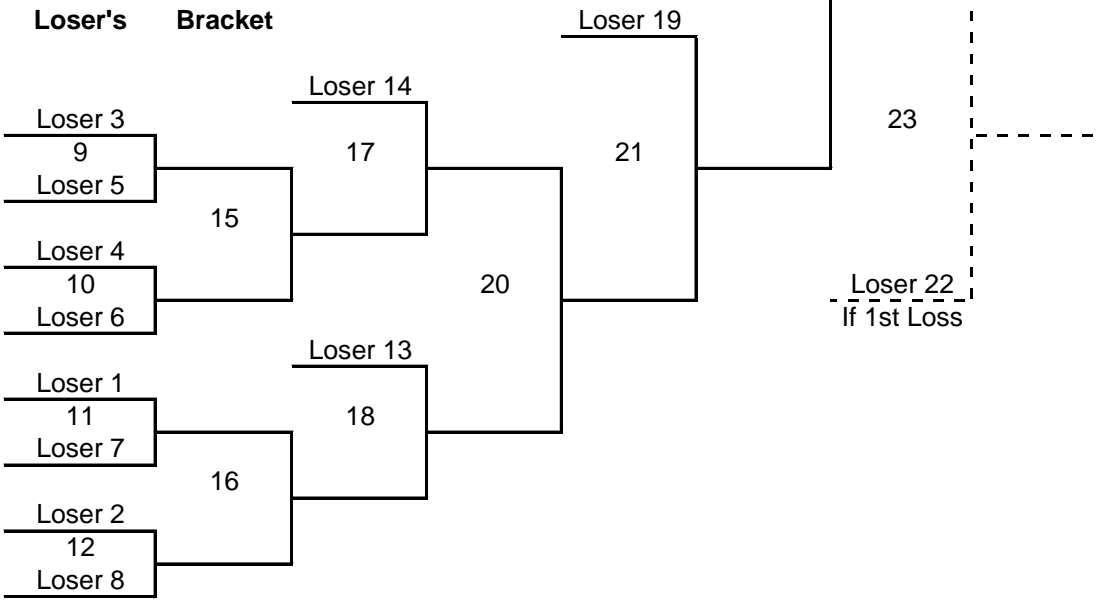 Loser's Bracket
Loser 19
Loser 14
Loser 3
23
9
17
21
Loser 5
15
Loser 4
10
20
Loser 22
Loser 6
If 1st Loss
Loser 13
Loser 1
11
18
Loser 7
16
Loser 2
12
Loser 8